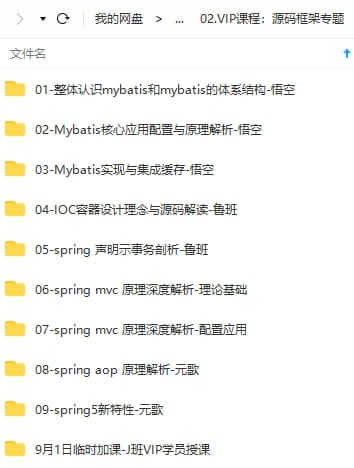 我的网盘 > ... 02.VIP课程：源码框架专题
文件名
01-整体认识mybatis和mybatis的体系结构-悟空
02-Mybatis核心应用配置与原理解析-悟空
03-Mybatis实现与集成缓存-悟空
04-IOC容器设计理念与源码解读-鲁班
05-spring 声明示事务剖析-鲁班
06-spring mvc 原理深度解析-理论基础
07-spring mvc 原理深度解析-配置应用
08-spring aop 原理解析-元歌
09-spring5新特性-元歌
9月1日临时加课-J班VIP学员授课